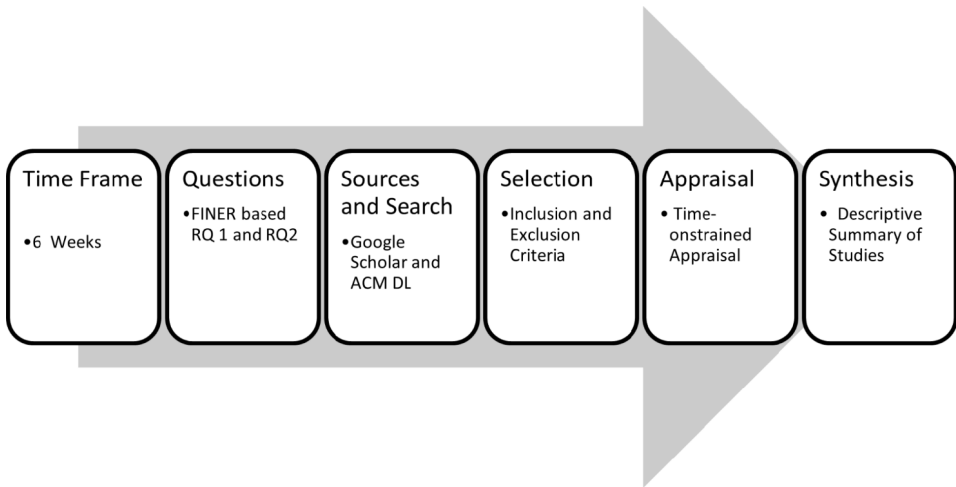 Time Frame
•6 Weeks
Questions
•FINER based
RQ 1 and RQ2
Sources
and Search
•Google
Scholar and
ACM DL
Selection
•Inclusion and
Exclusion
Criteria
Appraisal
• Time-
onstrained
Appraisal
Synthesis
• Descriptive
Summary of
Studies